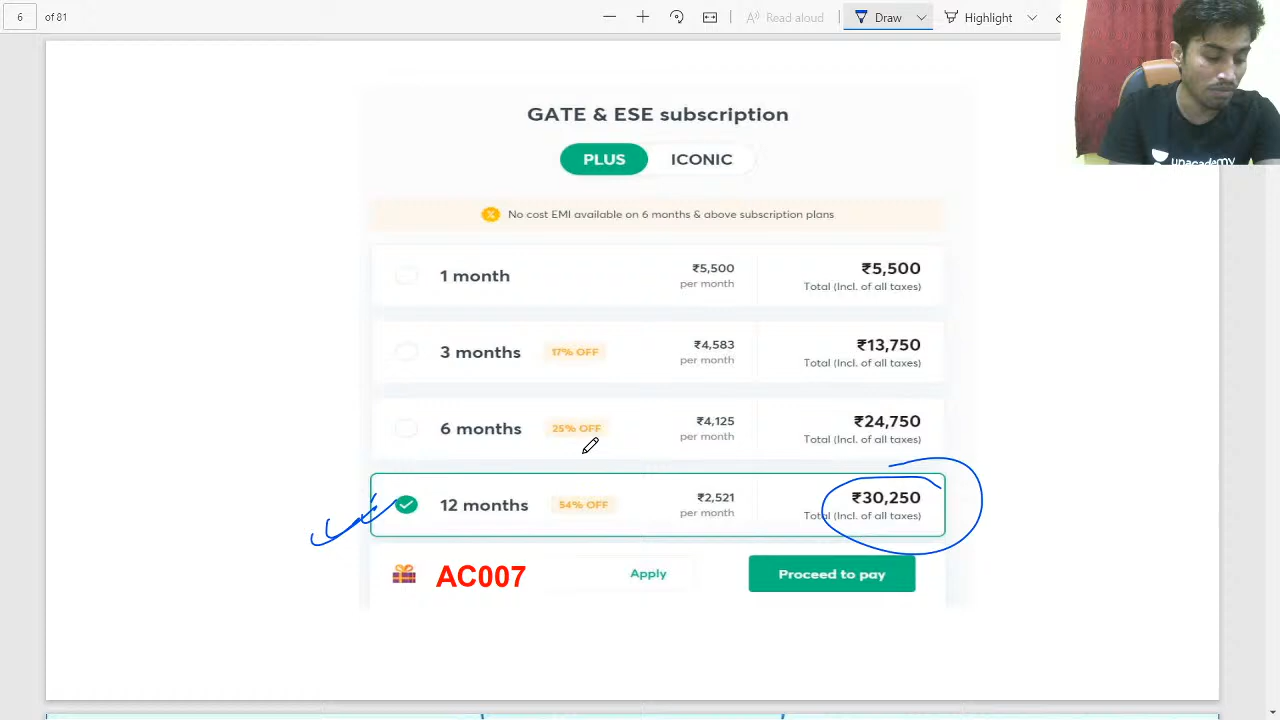 6 of 81
Read aloud Draw Highlight
unacademy
GATE & ESE subscription
PLUS ICONIC
No cost EMI available on 6 months & above subscription plans
1 month ₹5,500 per month ₹5,500 Total (Incl. of all taxes)
3 months 17% OFF ₹4,583 per month ₹13,750 Total (Incl. of all taxes)
6 months 25% OFF ₹4,125 per month ₹24,750 Total (Incl. of all taxes)
12 months 54% OFF ₹2,521 per month ₹30,250 Total (Incl. of all taxes)
AC007 Apply Proceed to pay